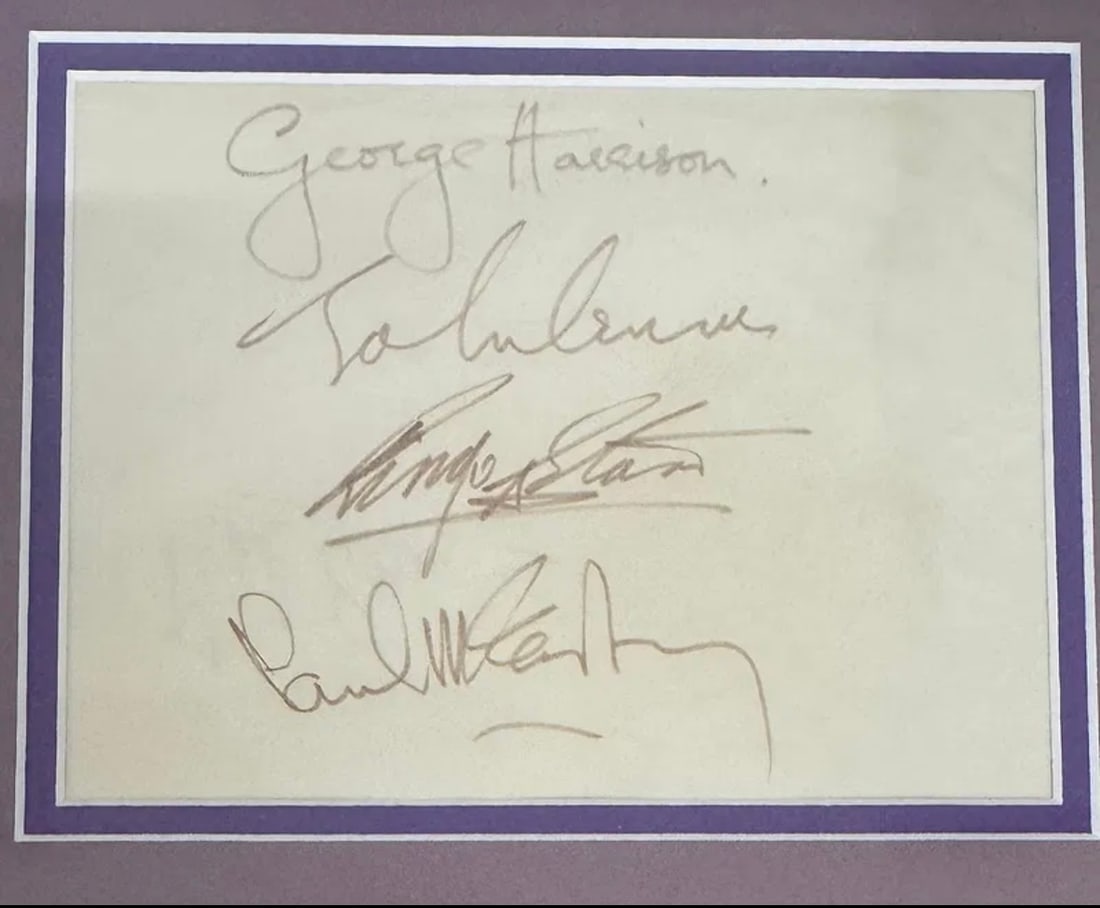 George Harrison.
John Lennon
Ringo Starr
Paul McCartney